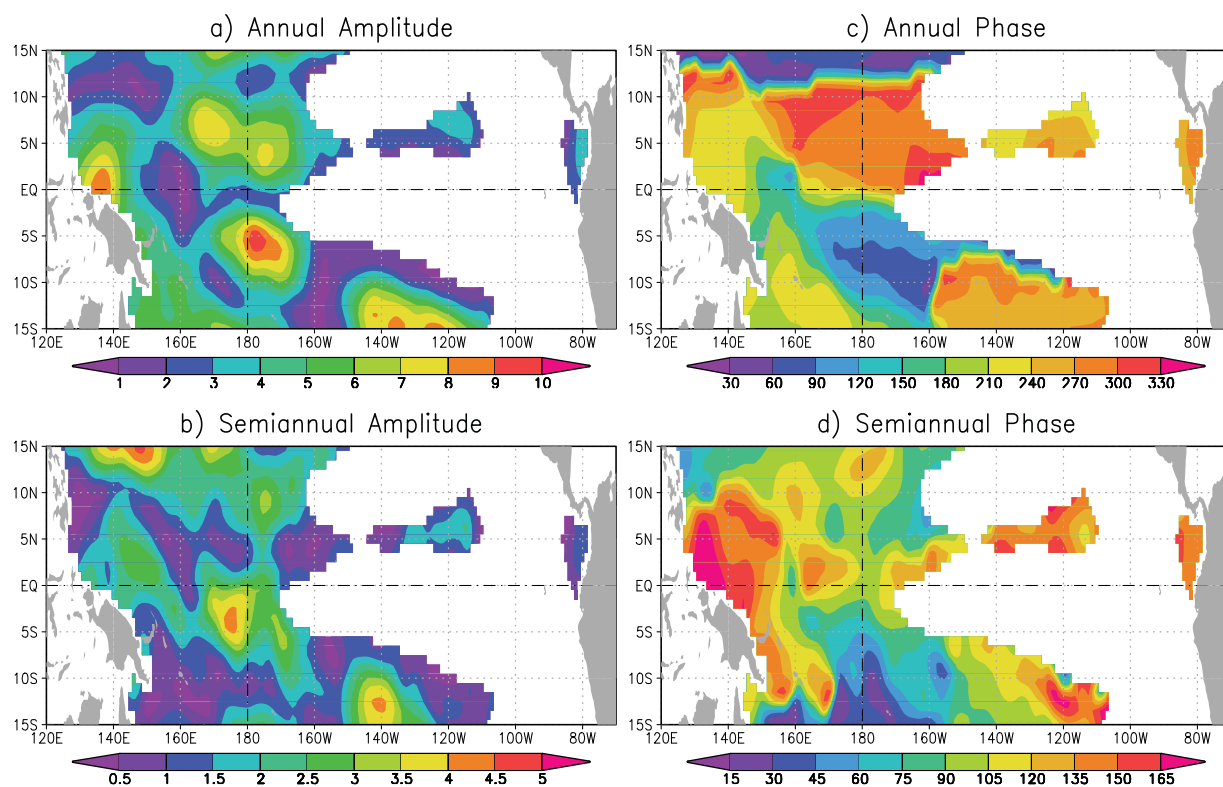 a) Annual Amplitude
15N
10N
5N
EQ
5S
10S
15S
120E 140E 160E 180 160W 140W 120W 100W 80W
1 2 3 4 5 6 7 8 9 10
c) Annual Phase
15N
10N
5N
EQ
5S
10S
15S
120E 140E 160E 180 160W 140W 120W 100W 80W
30 60 90 120 150 180 210 240 270 300 330
b) Semiannual Amplitude
15N
10N
5N
EQ
5S
10S
15S
120E 140E 160E 180 160W 140W 120W 100W 80W
0.5 1 1.5 2 2.5 3 3.5 4 4.5 5
d) Semiannual Phase
15N
10N
5N
EQ
5S
10S
15S
120E 140E 160E 180 160W 140W 120W 100W 80W
15 30 45 60 75 90 105 120 135 150 165